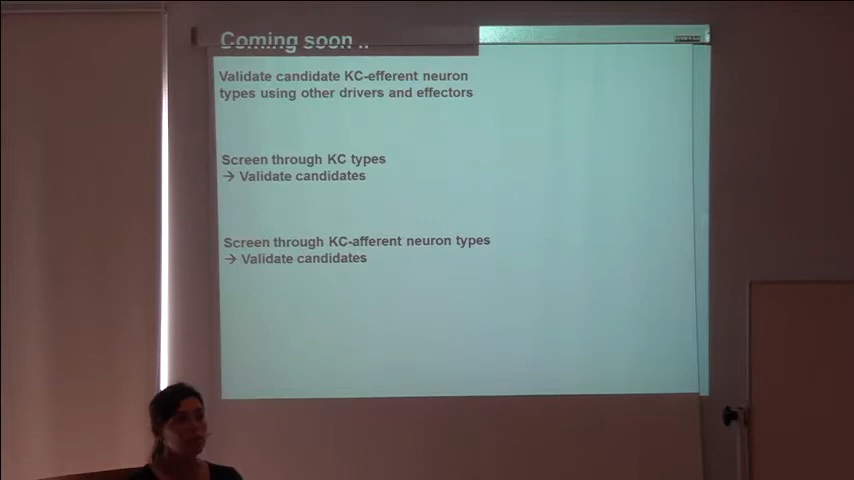 Coming soon ..
Validate candidate KC-efferent neuron
types using other drivers and effectors
Screen through KC types
→ Validate candidates
Screen through KC-afferent neuron types
→ Validate candidates